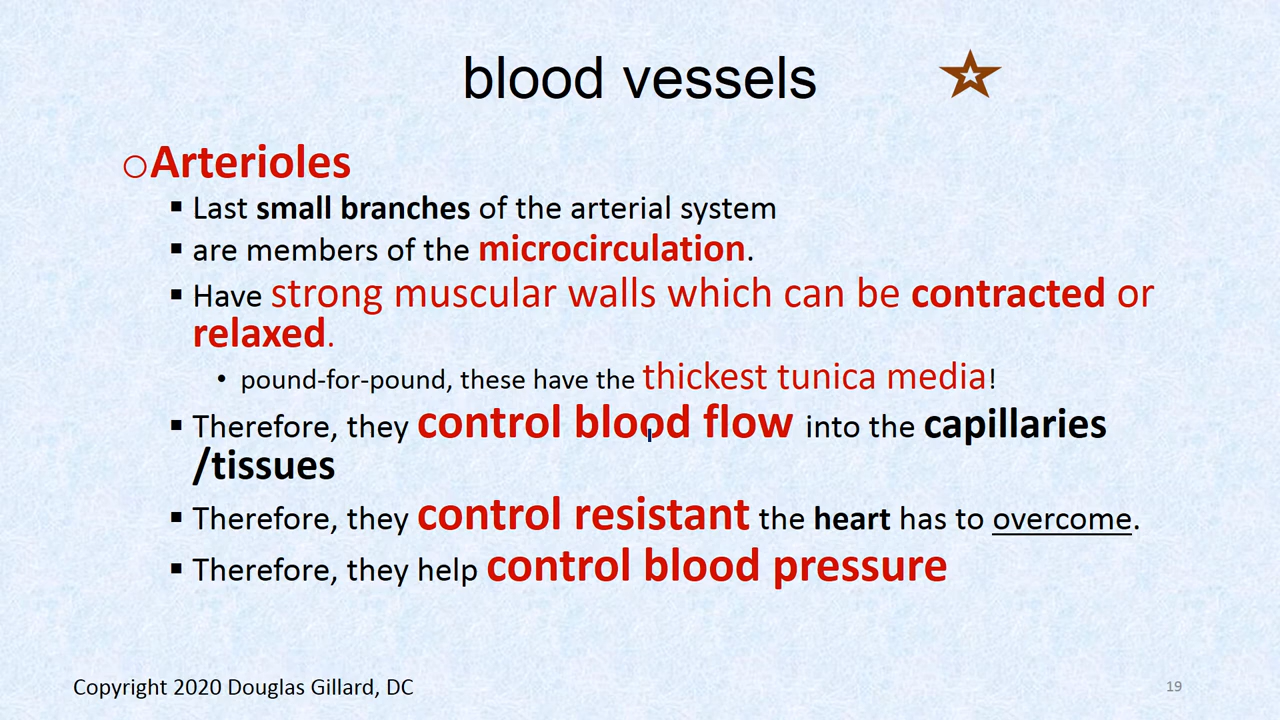 blood vessels
Arterioles
Last small branches of the arterial system
are members of the microcirculation.
Have strong muscular walls which can be contracted or
relaxed.
pound-for-pound, these have the thickest tunica media!
Therefore, they control blood flow into the capillaries
/tissues
Therefore, they control resistant the heart has to overcome.
Therefore, they help control blood pressure
Copyright 2020 Douglas Gillard, DC
19